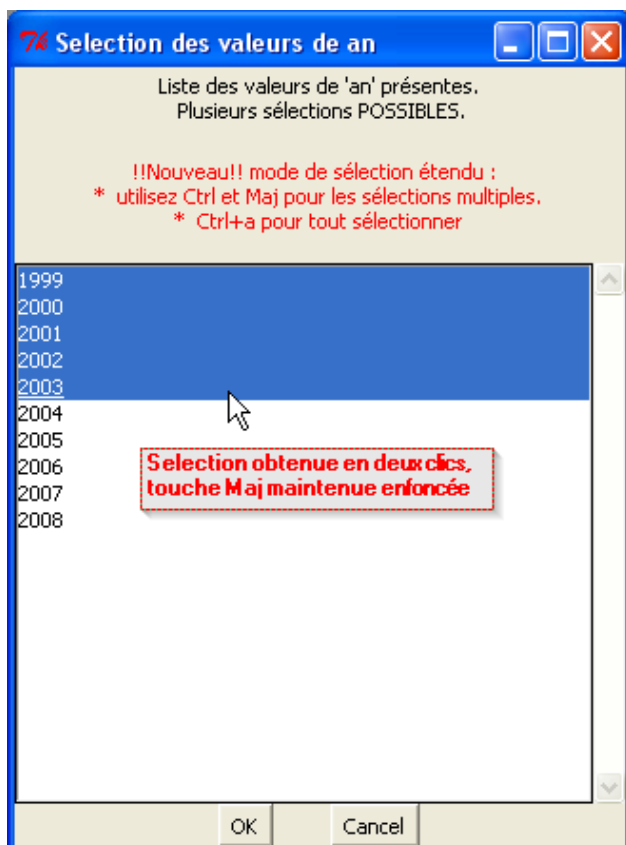 Selection des valeurs de an
Liste des valeurs de 'an' présentes.
Plusieurs sélections POSSIBLES.
!!Nouveau!! mode de sélection étendu :
* utilisez Ctrl et Maj pour les sélections multiples.
* Ctrl+a pour tout sélectionner
1999
2000
2001
2002
2003
2004
2005
2006
2007
2008
Selection obtenue en deux clics,
touche Maj maintenue enfoncée
OK
Cancel